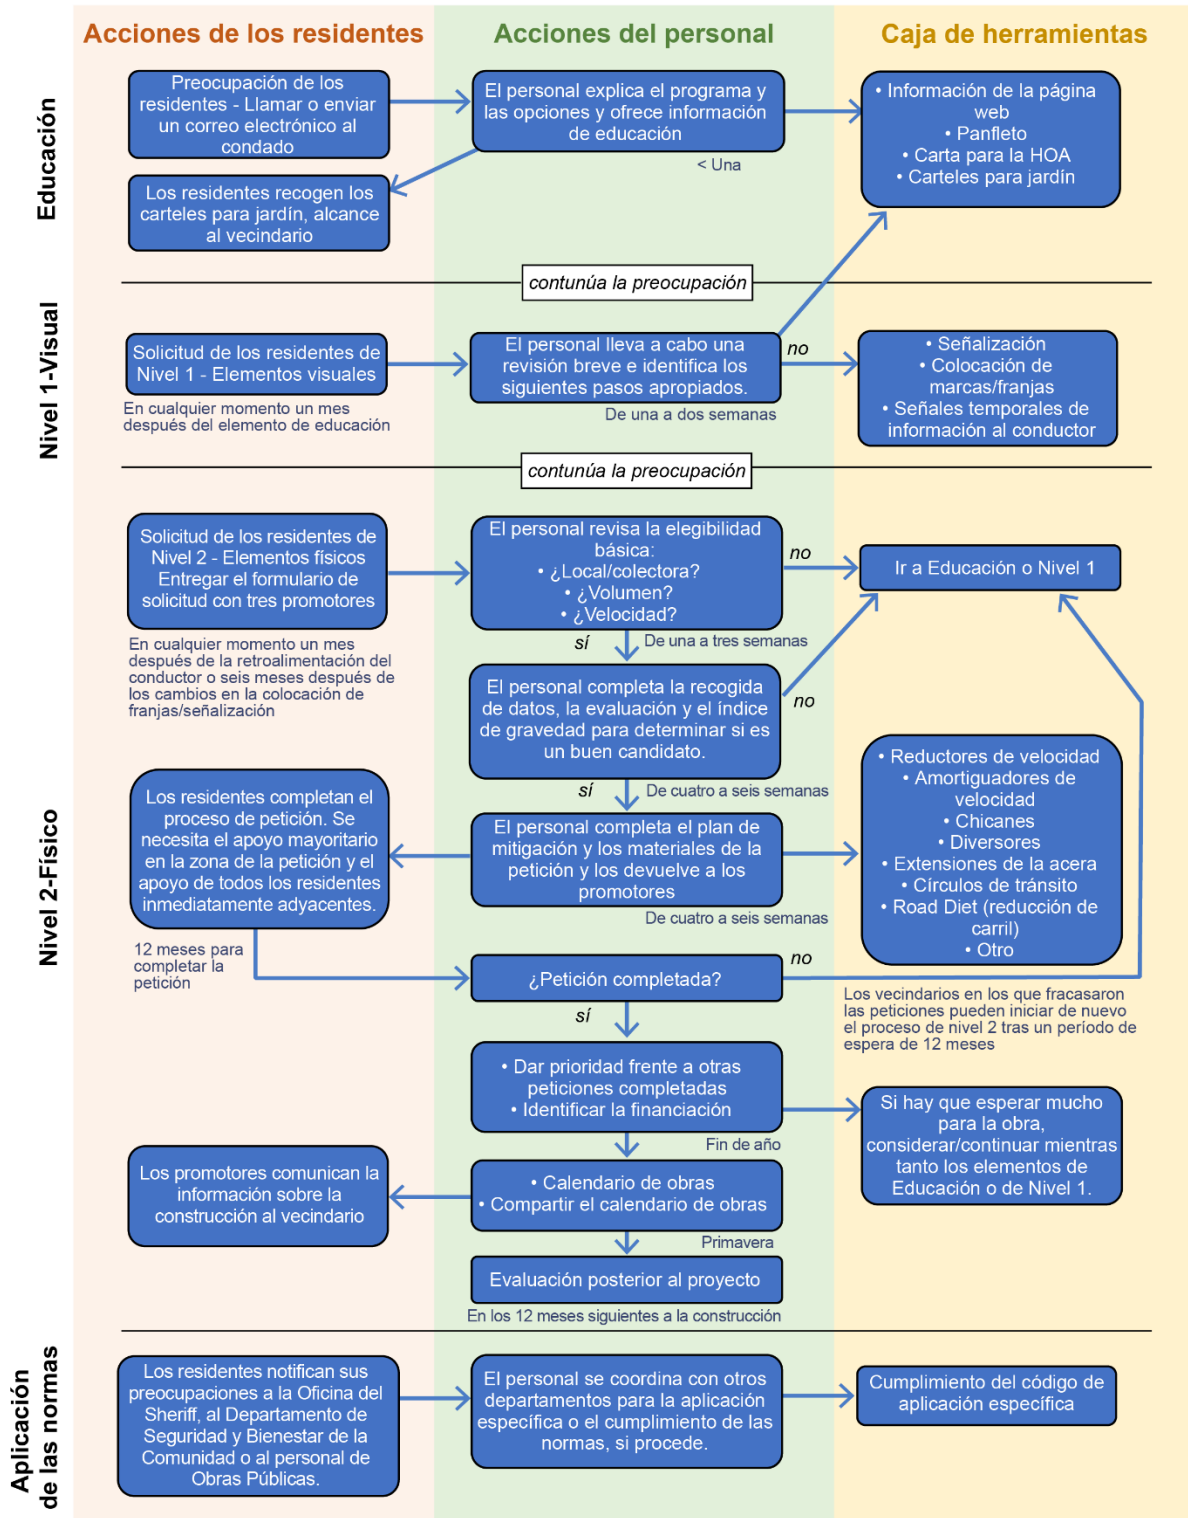 Acciones de los residentes
Acciones del personal
Caja de herramientas
Educación
Preocupación de los
residentes - Llamar o enviar
un correo electrónico al
condado
El personal explica el programa y
las opciones y ofrece información
de educación
< Una
• Información de la página
web
• Panfleto
• Carta para la HOA
• Carteles para jardín
Los residentes recogen los
carteles para jardín, alcance
al vecindario
contunúa la preocupación
Nivel 1-Visual
Solicitud de los residentes de
Nivel 1 - Elementos visuales
En cualquier momento un mes
después del elemento de educación
El personal lleva a cabo una
revisión breve e identifica los
siguientes pasos apropiados.
De una a dos semanas
no
• Señalización
• Colocación de
marcas/franjas
• Señales temporales de
información al conductor
contunúa la preocupación
Nivel 2-Físico
Solicitud de los residentes de
Nivel 2 - Elementos físicos
Entregar el formulario de
solicitud con tres promotores
En cualquier momento un mes
después de la retroalimentación del
conductor o seis meses después de
los cambios en la colocación de
franjas/señalización
El personal revisa la elegibilidad
básica:
• ¿Local/colectora?
• ¿Volumen?
• ¿Velocidad?
no
Ir a Educación o Nivel 1
sí
De una a tres semanas
El personal completa la recogida
de datos, la evaluación y el índice
de gravedad para determinar si es
un buen candidato.
no
sí
De cuatro a seis semanas
Los residentes completan el
proceso de petición. Se
necesita el apoyo mayoritario
en la zona de la petición y el
apoyo de todos los residentes
inmediatamente adyacentes.
12 meses para
completar la
petición
El personal completa el plan de
mitigación y los materiales de la
petición y los devuelve a los
promotores
De cuatro a seis semanas
• Reductores de velocidad
• Amortiguadores de
velocidad
• Chicanes
• Diversores
• Extensiones de la acera
• Círculos de tránsito
• Road Diet (reducción de
carril)
• Otro
¿Petición completada?
no
Los vecindarios en los que fracasaron
las peticiones pueden iniciar de nuevo
el proceso de nivel 2 tras un período de
espera de 12 meses
sí
• Dar prioridad frente a otras
peticiones completadas
• Identificar la financiación
Fin de año
Si hay que esperar mucho
para la obra,
considerar/continuar mientras
tanto los elementos de
Educación o de Nivel 1.
Los promotores comunican la
información sobre la
construcción al vecindario
• Calendario de obras
• Compartir el calendario de obras
Primavera
Evaluación posterior al proyecto
En los 12 meses siguientes a la construcción
Aplicación
de las normas
Los residentes notifican sus
preocupaciones a la Oficina del
Sheriff, al Departamento de
Seguridad y Bienestar de la
Comunidad o al personal de
Obras Públicas.
El personal se coordina con otros
departamentos para la aplicación
específica o el cumplimiento de las
normas, si procede.
Cumplimiento del código de
aplicación específica